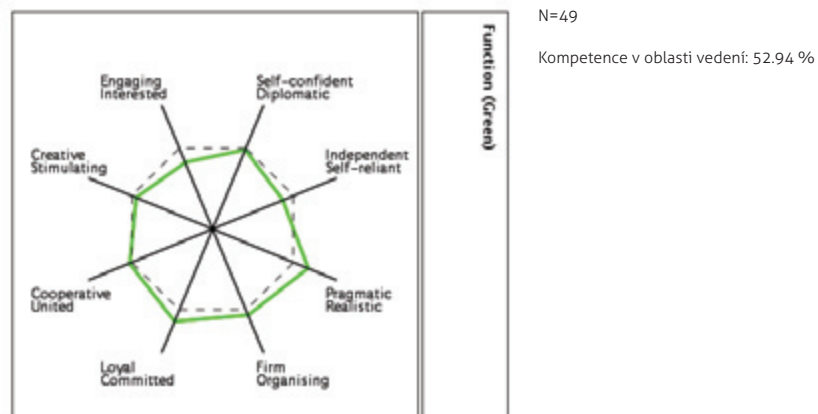 Engaging
Interested
Self-confident
Diplomatic
Creative
Stimulating
Independent
Self-reliant
Cooperative
United
Pragmatic
Realistic
Loyal
Committed
Firm
Organising
Function (Green)
N=49
Kompetence v oblasti vedení: 52.94 %